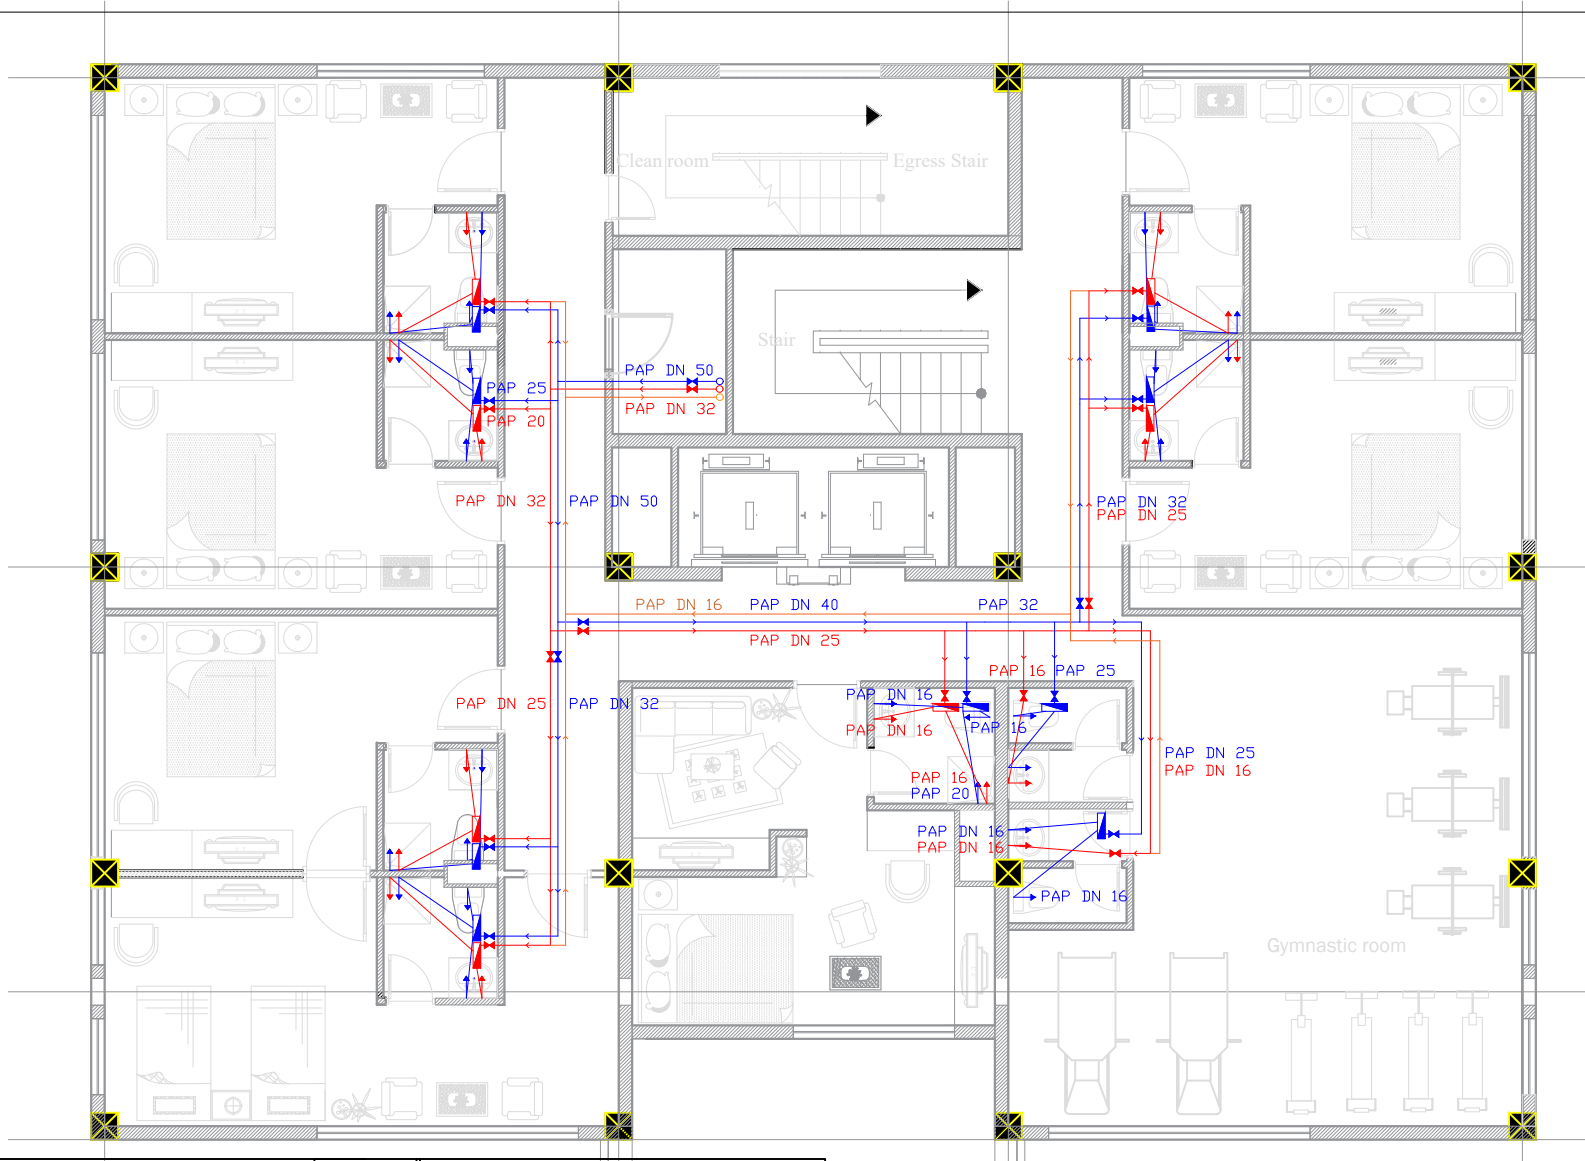 Clean room
Egress Stair
Stair
PAP DN 50
PAP 25
PAP DN 32
PAP 20
PAP DN 32
PAP DN 50
PAP DN 32
PAP DN 25
PAP DN 16
PAP DN 40
PAP 32
PAP DN 25
PAP 16
PAP 25
PAP DN 16
PAP DN 25
PAP DN 32
PAP DN 16
PAP 16
PAP DN 25
PAP DN 16
PAP 16
PAP 20
PAP DN 16
PAP DN 16
PAP DN 16
Gymnastic room